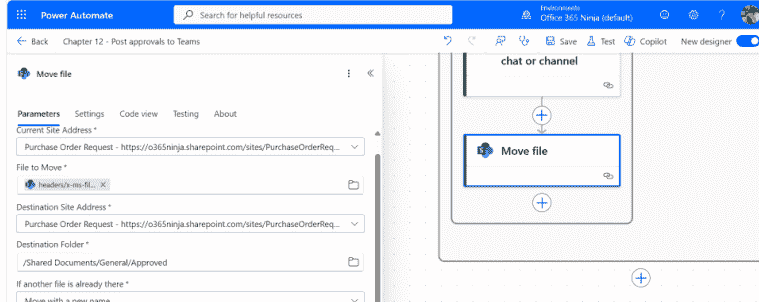 Power Automate
Search for helpful resources
Environments
Office 365 Ninja (default)
Back
Chapter 12 - Post approvals to Teams
Save
Test
Copilot
New designer
Move file
Parameters
Settings
Code view
Testing
About
Current Site Address *
Purchase Order Request - https://o365ninja.sharepoint.com/sites/PurchaseOrderReq...
File to Move *
headers/x-ms-fil...
Destination Site Address *
Purchase Order Request - https://o365ninja.sharepoint.com/sites/PurchaseOrderReq...
Destination Folder *
/Shared Documents/General/Approved
If another file is already there *
Move with a new name
chat or channel
Move file